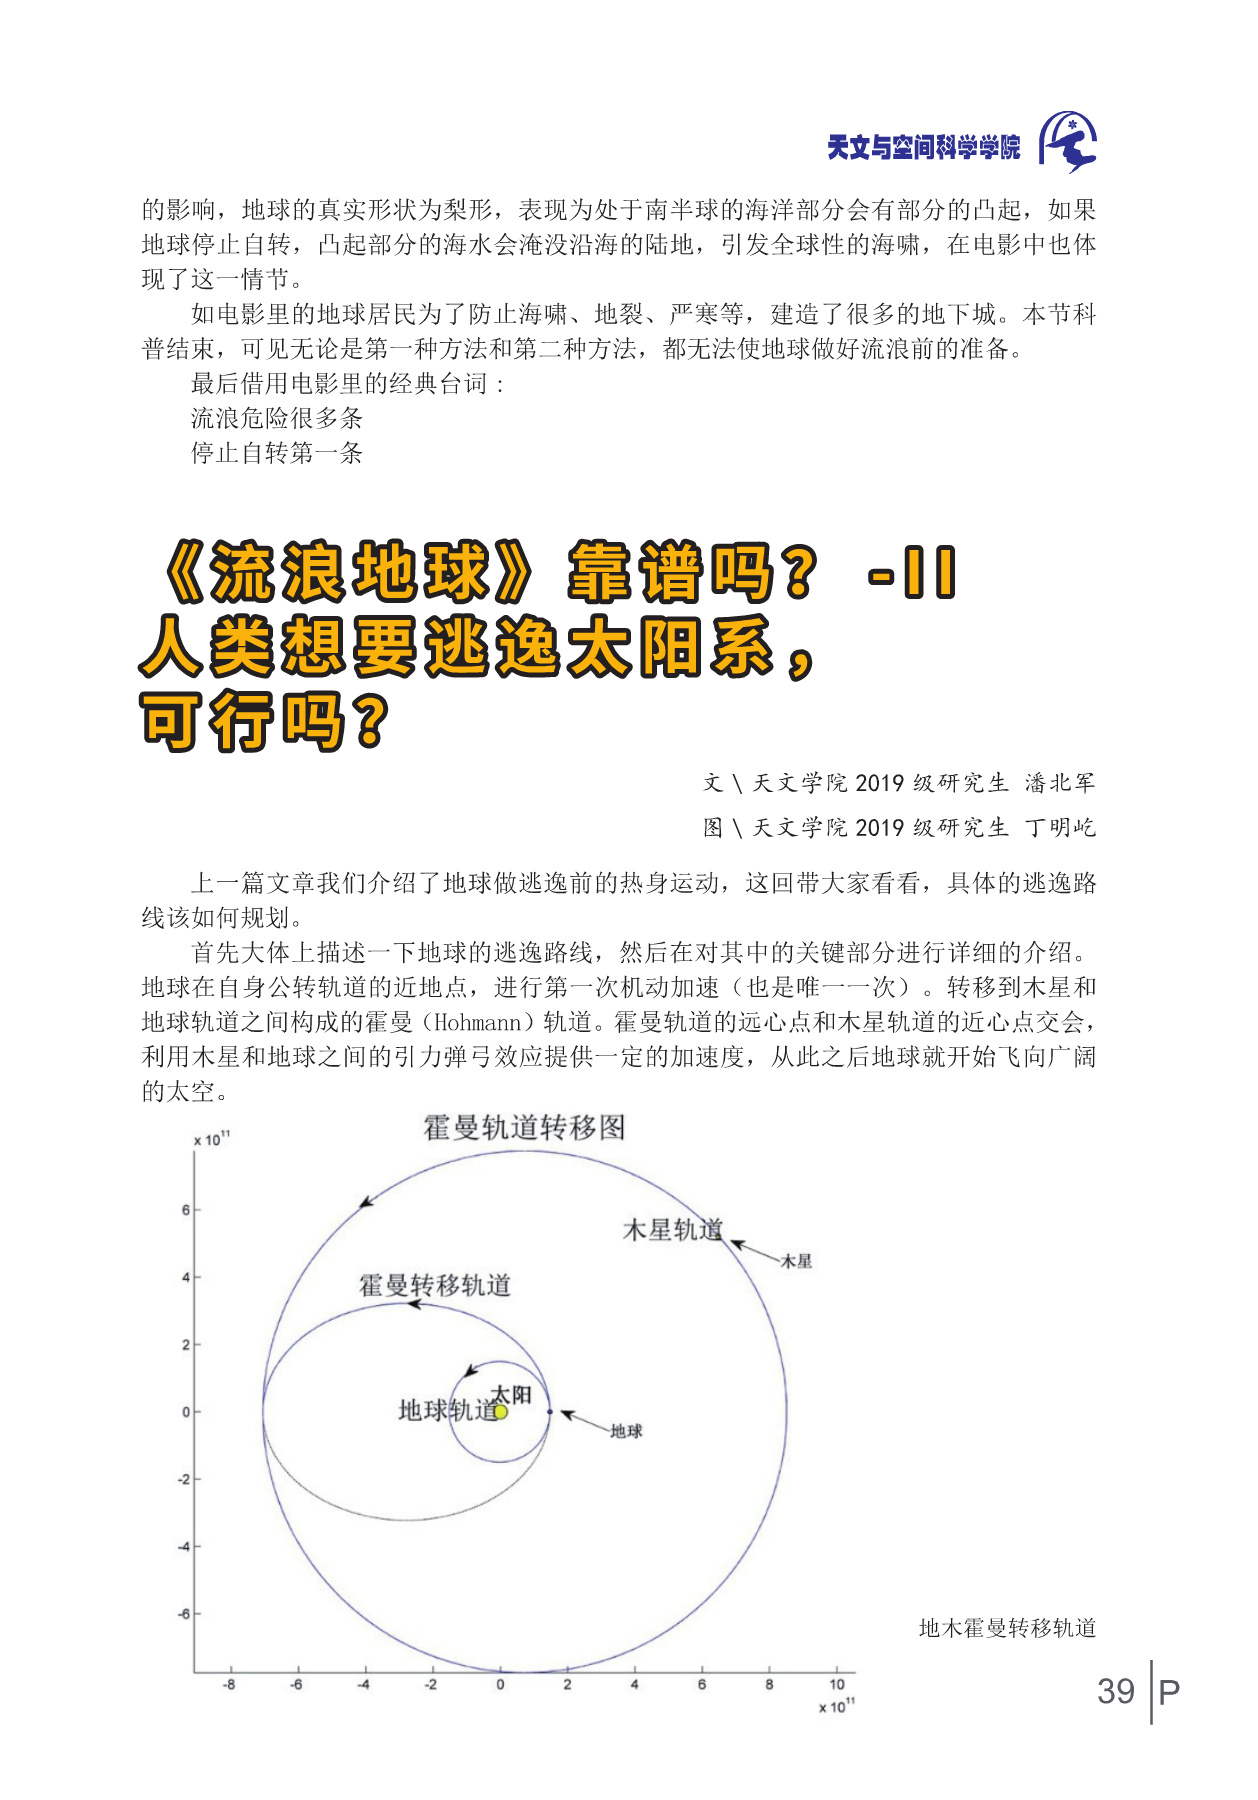 天文与空间科学学院
的影响，地球的真实形状为梨形，表现为处于南半球的海洋部分会有部分的凸起，如果
地球停止自转，凸起部分的海水会淹没沿海的陆地，引发全球性的海啸，在电影中也体
现了这一情节。
如电影里的地球居民为了防止海啸、地裂、严寒等，建造了很多的地下城。本节科
普结束，可见无论是第一种方法和第二种方法，都无法使地球做好流浪前的准备。
最后借用电影里的经典台词：
流浪危险很多条
停止自转第一条
《流浪地球》靠谱吗？ -II
人类想要逃逸太阳系，
可行吗？
文 \ 天文学院 2019 级研究生 潘北军
图 \ 天文学院 2019 级研究生 丁明屹
上一篇文章我们介绍了地球做逃逸前的热身运动，这回带大家看看，具体的逃逸路
线该如何规划。
首先大体上描述一下地球的逃逸路线，然后在对其中的关键部分进行详细的介绍。
地球在自身公转轨道的近地点，进行第一次机动加速（也是唯一一次）。转移到木星和
地球轨道之间构成的霍曼（Hohmann）轨道。霍曼轨道的远心点和木星轨道的近心点交会，
利用木星和地球之间的引力弹弓效应提供一定的加速度，从此之后地球就开始飞向广阔
的太空。
霍曼轨道转移图
x 10¹¹
6
木星轨道
木星
4
霍曼转移轨道
2
太阳
0
地球轨道
地球
-2
-4
-6
-8 -6 -4 -2 0 2 4 6 8 10
x 10¹¹
地木霍曼转移轨道
39 P